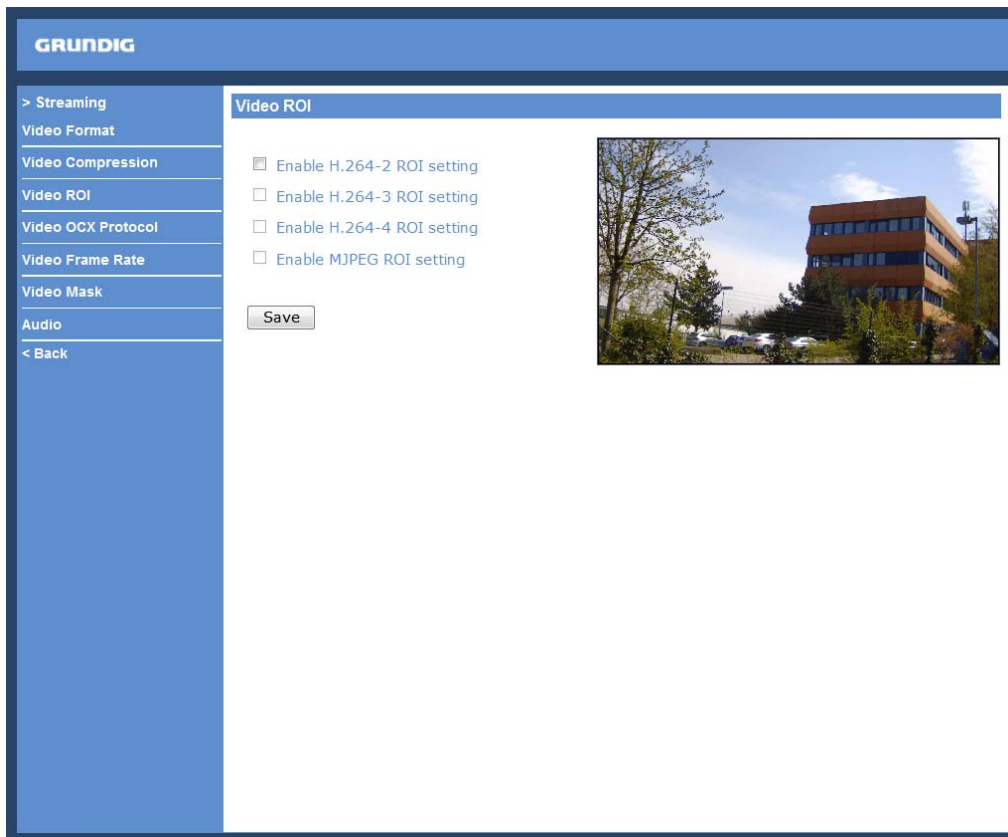 GRUNDIG
> Streaming
Video Format
Video Compression
Video ROI
Video OCX Protocol
Video Frame Rate
Video Mask
Audio
< Back
Video ROI
Enable H.264-2 ROI setting
Enable H.264-3 ROI setting
Enable H.264-4 ROI setting
Enable MJPEG ROI setting
Save